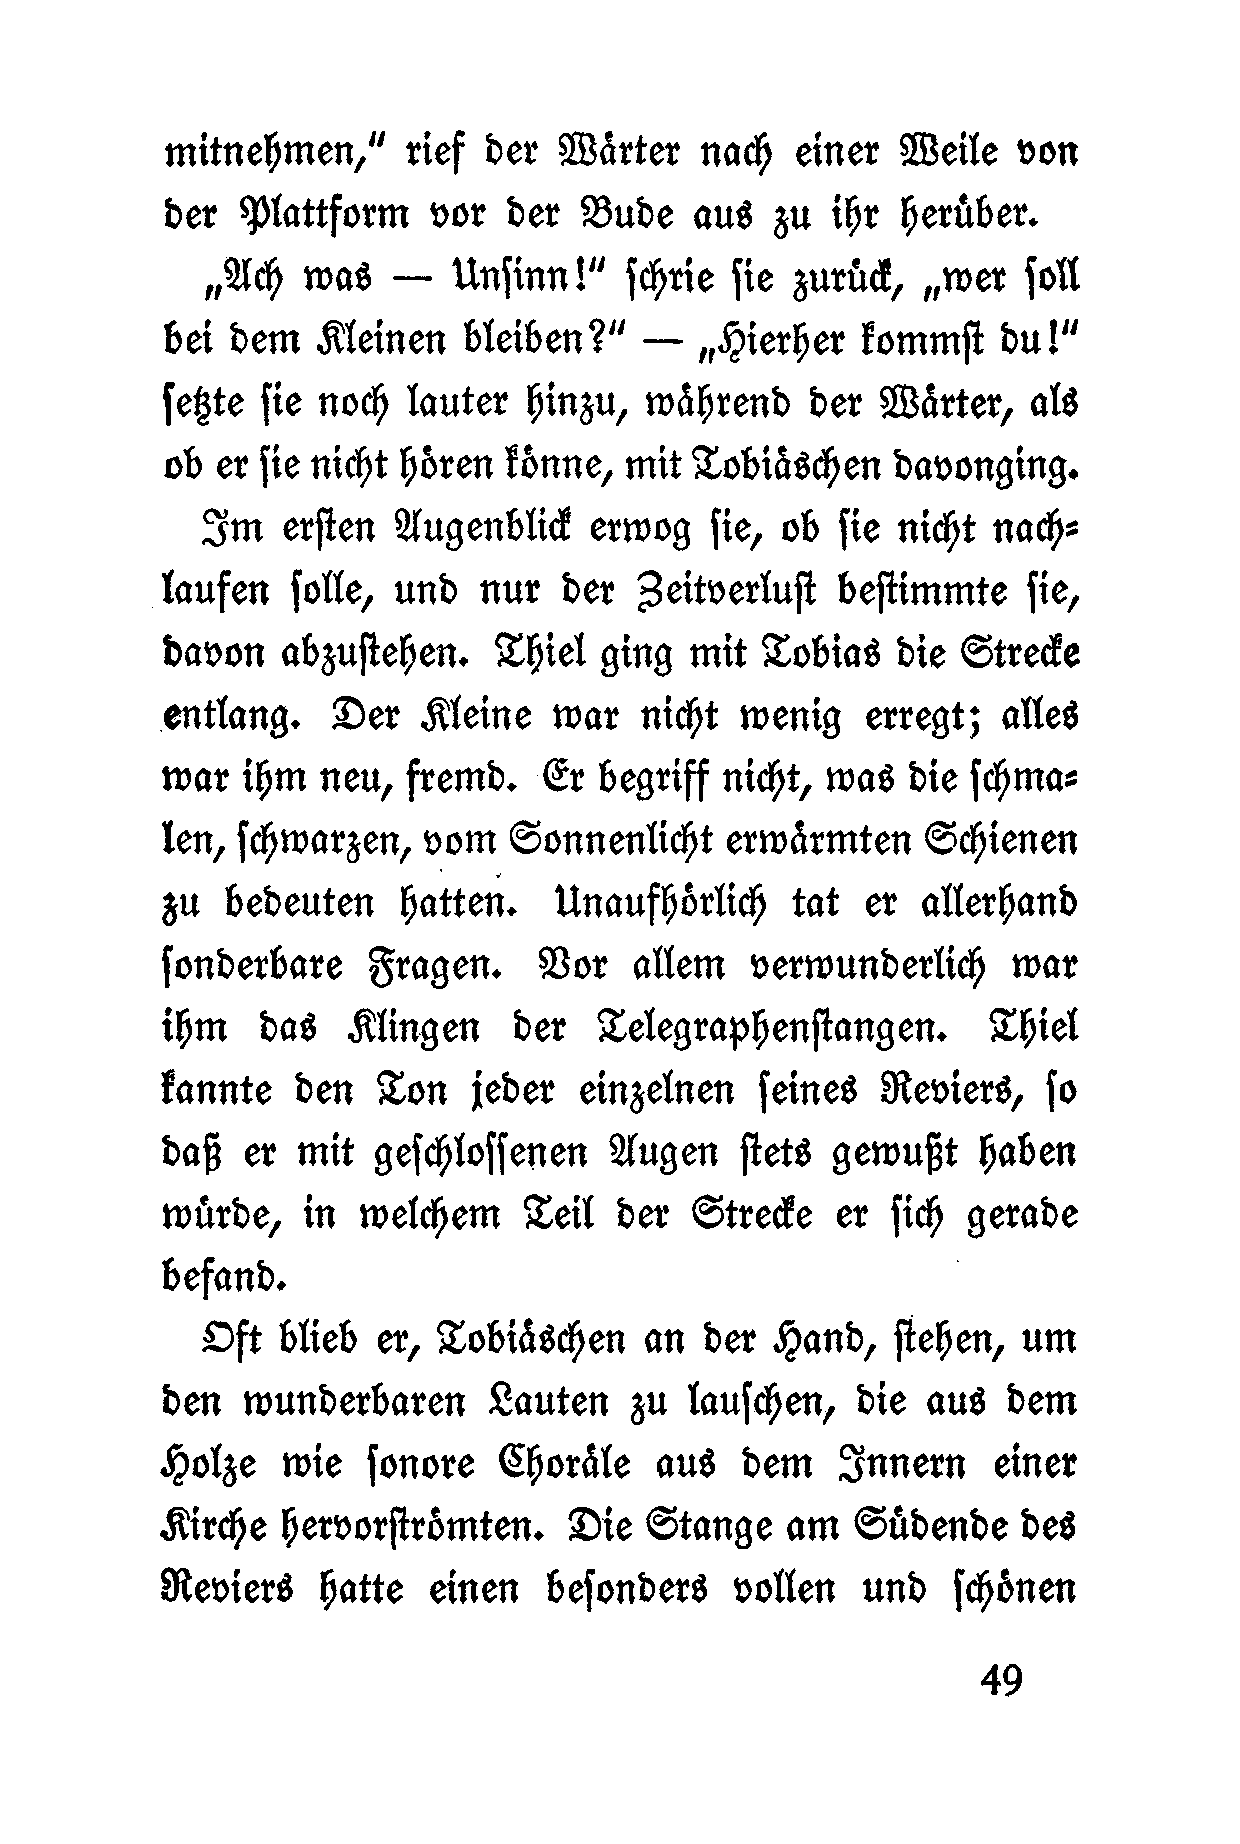 mitnehmen,“ rief der Wärter nach einer Weile von
der Plattform vor der Bude aus zu ihr herüber.
„Ach was — Unsinn!“ schrie sie zurück, „wer soll
bei dem Kleinen bleiben?“ — „Hierher kommst du!“
setzte sie noch lauter hinzu, während der Wärter, als
ob er sie nicht hören könne, mit Tobiäschen davonging.
Im ersten Augenblick erwog sie, ob sie nicht nach-
laufen solle, und nur der Zeitverlust bestimmte sie,
davon abzustehen. Thiel ging mit Tobias die Strecke
entlang. Der Kleine war nicht wenig erregt; alles
war ihm neu, fremd. Er begriff nicht, was die schma-
len, schwarzen, vom Sonnenlicht erwärmten Schienen
zu bedeuten hatten. Unaufhörlich tat er allerhand
sonderbare Fragen. Vor allem verwunderlich war
ihm das Klingen der Telegraphenstangen. Thiel
kannte den Ton jeder einzelnen seines Reviers, so
daß er mit geschlossenen Augen stets gewußt haben
würde, in welchem Teil der Strecke er sich gerade
befand.
Oft blieb er, Tobiäschen an der Hand, stehen, um
den wunderbaren Lauten zu lauschen, die aus dem
Holze wie sonore Choräle aus dem Innern einer
Kirche hervorströmten. Die Stange am Südende des
Reviers hatte einen besonders vollen und schönen
49